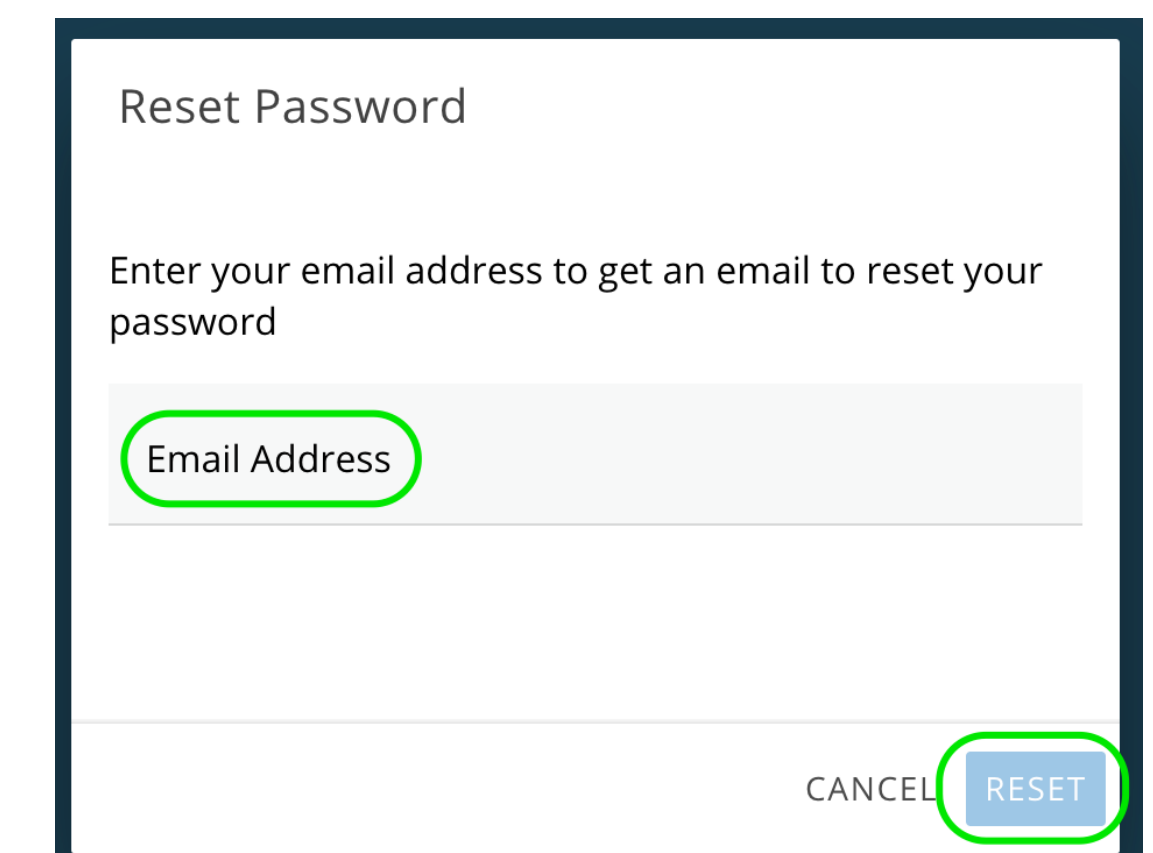 Reset Password
Enter your email address to get an email to reset your
password
Email Address
CANCEL
RESET